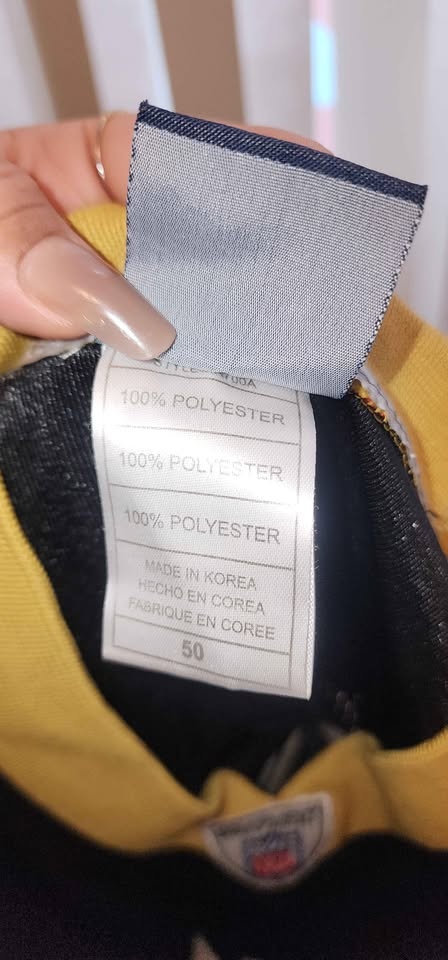 100% POLYESTER
100% POLYESTER
100% POLYESTER
MADE IN KOREA
HECHO EN COREA
FABRIQUE EN COREE
50